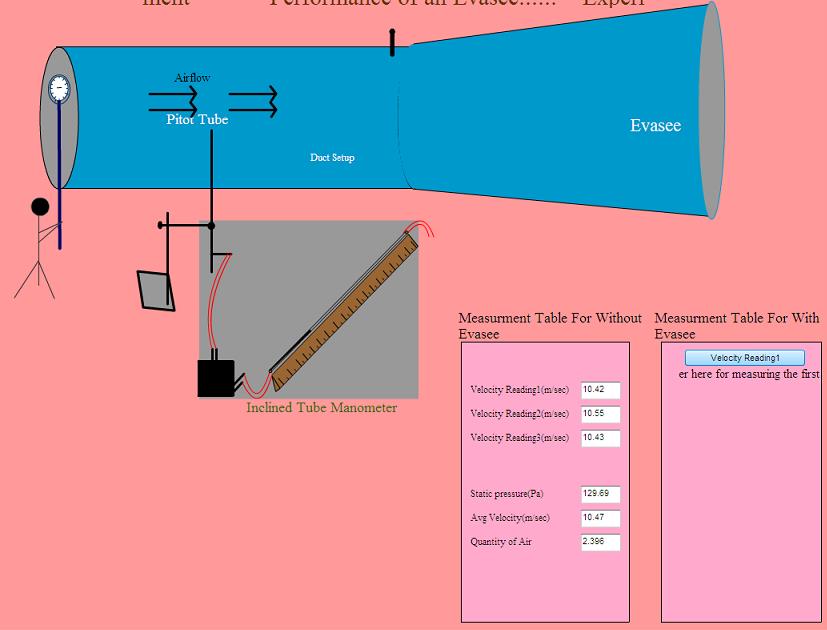 ment Performance of an Evasee...... Experi
Airflow
Pitot Tube
Evasee
Duct Setup
Measurment Table For Without
Evasee
Measurment Table For With
Evasee
Velocity Reading1
er here for measuring the first
Velocity Reading1(m/sec) 10.42
Velocity Reading2(m/sec) 10.55
Velocity Reading3(m/sec) 10.43
Inclined Tube Manometer
Static pressure(Pa) 129.69
Avg Velocity(m/sec) 10.47
Quantity of Air 2.396